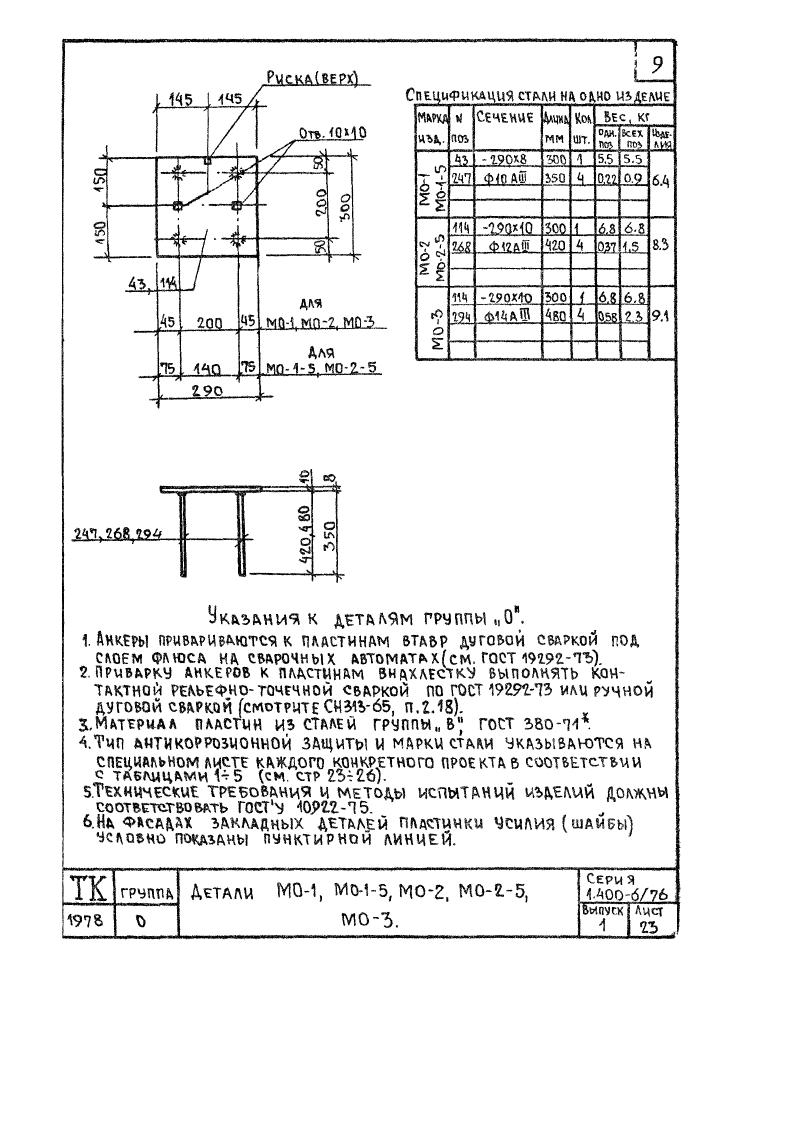 9
РИСКА (ВЕРХ)
145 145
ОТВ. 10×10
150
150
50
200
50
300
43, 114
ДЛЯ
45 200 45 МО-1, МО-2, МО-3
ДЛЯ
75 140 75 МО-1-5, МО-2-5
290
СПЕЦИФИКАЦИЯ СТАЛИ НА ОДНО ИЗДЕЛИЕ
МАРКА ИЗД. N ПОЗ СЕЧЕНИЕ ДЛИНА ММ КОЛ ШТ. ВЕС, КГ
ОДН. ПОЗ ВСЕХ ПОЗ ИЗДЕЛИЯ
МО-1 МО-1-5
43 -290×8 300 1 5.5 5.5
247 Ф10 АIII 350 4 0.22 0.9 6.4
МО-2 МО-2-5
114 -290×10 300 1 6,8 6.8
268 Ф12АIII 420 4 037 1,5 8.3
МО-3
114 -290×10 300 1 6,8 6,8
294 Ф14АIII 480 4 0.58 2.3 9.1
10
8
247, 268, 294
420, 480
350
УКАЗАНИЯ К ДЕТАЛЯМ ГРУППЫ „О".
1. АНКЕРЫ ПРИВАРИВАЮТСЯ К ПЛАСТИНАМ ВТАВР ДУГОВОЙ СВАРКОЙ ПОД
СЛОЕМ ФЛЮСА НА СВАРОЧНЫХ АВТОМАТАХ (СМ. ГОСТ 19292-73).
2. ПРИВАРКУ АНКЕРОВ К ПЛАСТИНАМ ВНАХЛЕСТКУ ВЫПОЛНЯТЬ КОН-
ТАКТНОЙ РЕЛЬЕФНО-ТОЧЕЧНОЙ СВАРКОЙ ПО ГОСТ 19292-73 ИЛИ РУЧНОЙ
ДУГОВОЙ СВАРКОЙ (СМОТРИТЕ СН313-65, П.2.18).
3. МАТЕРИАЛ ПЛАСТИН ИЗ СТАЛЕЙ ГРУППЫ „В", ГОСТ 380-71*.
4. ТИП АНТИКОРРОЗИОННОЙ ЗАЩИТЫ И МАРКИ СТАЛИ УКАЗЫВАЮТСЯ НА
СПЕЦИАЛЬНОМ ЛИСТЕ КАЖДОГО КОНКРЕТНОГО ПРОЕКТА В СООТВЕТСТВИИ
С ТАБЛИЦАМИ 1÷5 (СМ. СТР 23÷26).
5. ТЕХНИЧЕСКИЕ ТРЕБОВАНИЯ И МЕТОДЫ ИСПЫТАНИЙ ИЗДЕЛИЙ ДОЛЖНЫ
СООТВЕТСТВОВАТЬ ГОСТ'У 10922-75.
6. НА ФАСАДАХ ЗАКЛАДНЫХ ДЕТАЛЕЙ ПЛАСТИНКИ УСИЛИЯ (ШАЙБЫ)
УСЛОВНО ПОКАЗАНЫ ПУНКТИРНОЙ ЛИНИЕЙ.
ТК ГРУППА ДЕТАЛИ МО-1, МО-1-5, МО-2, МО-2-5,
МО-3.
1978 О
СЕРИЯ
1.400-6/76
ВЫПУСК ЛИСТ
1 23